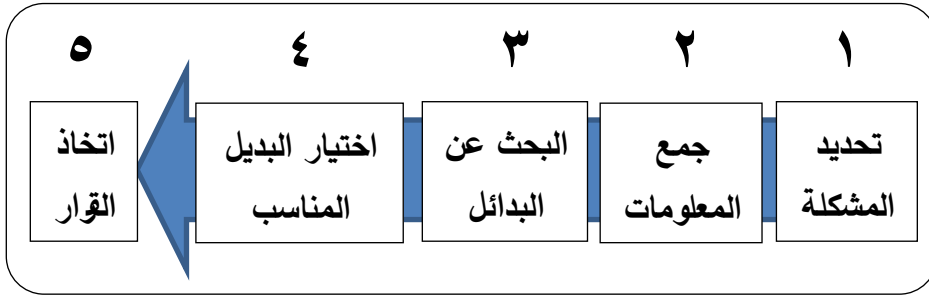 ١
٢
٣
٤
٥
تحديد
المشكلة
جمع
المعلومات
البحث عن
البدائل
اختيار البديل
المناسب
اتخاذ
القرار